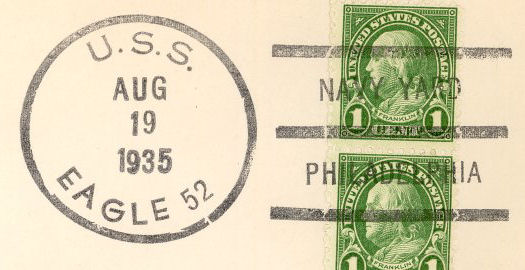 U.S.S.
AUG
19
1935
EAGLE 52
NAVY YARD
PHILADELPHIA
UNITED STATES POSTAGE
FRANKLIN
1 CENT 1
UNITED STATES POSTAGE
FRANKLIN
1 1